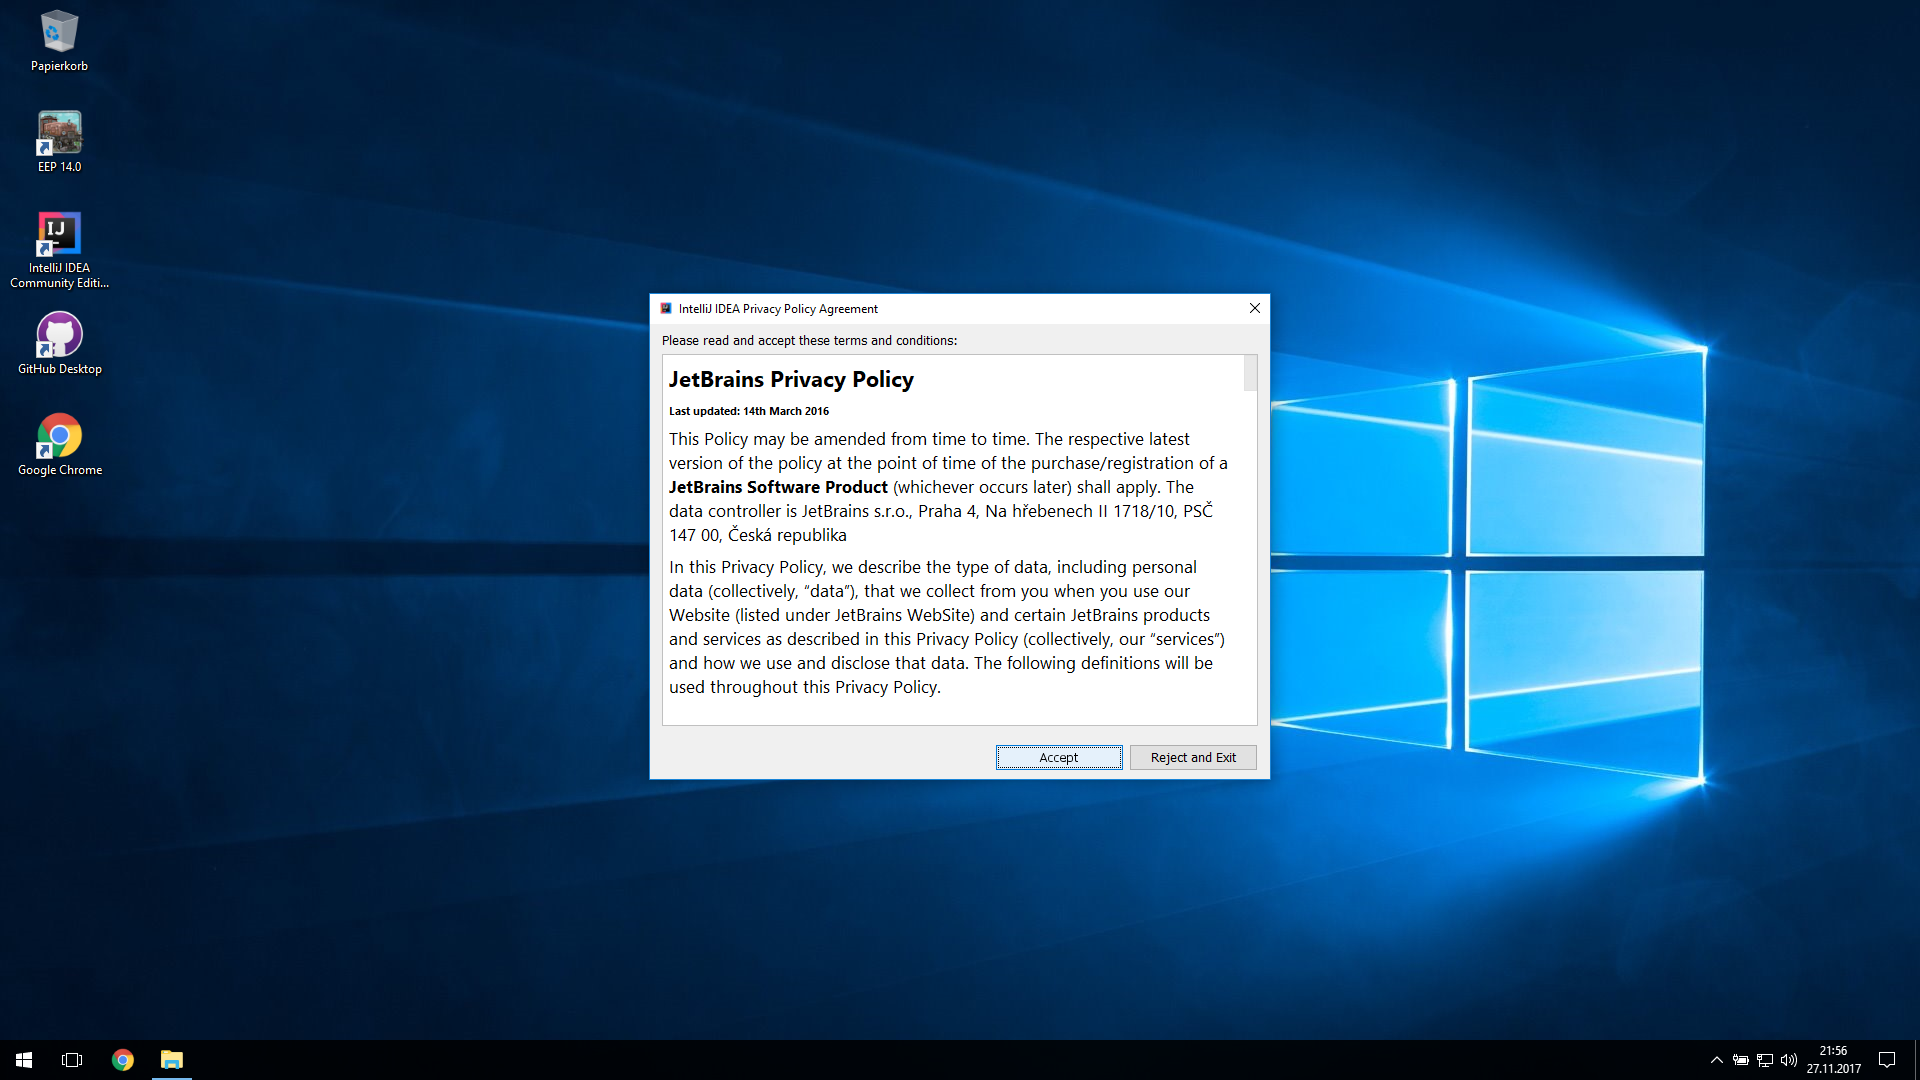 Papierkorb
EEP 14.0
IJ
IntelliJ IDEA
Community Editi...
GitHub Desktop
Google Chrome
IntelliJ IDEA Privacy Policy Agreement
Please read and accept these terms and conditions:
JetBrains Privacy Policy
Last updated: 14th March 2016
This Policy may be amended from time to time. The respective latest
version of the policy at the point of time of the purchase/registration of a
JetBrains Software Product (whichever occurs later) shall apply. The
data controller is JetBrains s.r.o., Praha 4, Na hřebenech II 1718/10, PSČ
147 00, Česká republika
In this Privacy Policy, we describe the type of data, including personal
data (collectively, “data”), that we collect from you when you use our
Website (listed under JetBrains WebSite) and certain JetBrains products
and services as described in this Privacy Policy (collectively, our “services”)
and how we use and disclose that data. The following definitions will be
used throughout this Privacy Policy.
Accept
Reject and Exit
21:56
27.11.2017